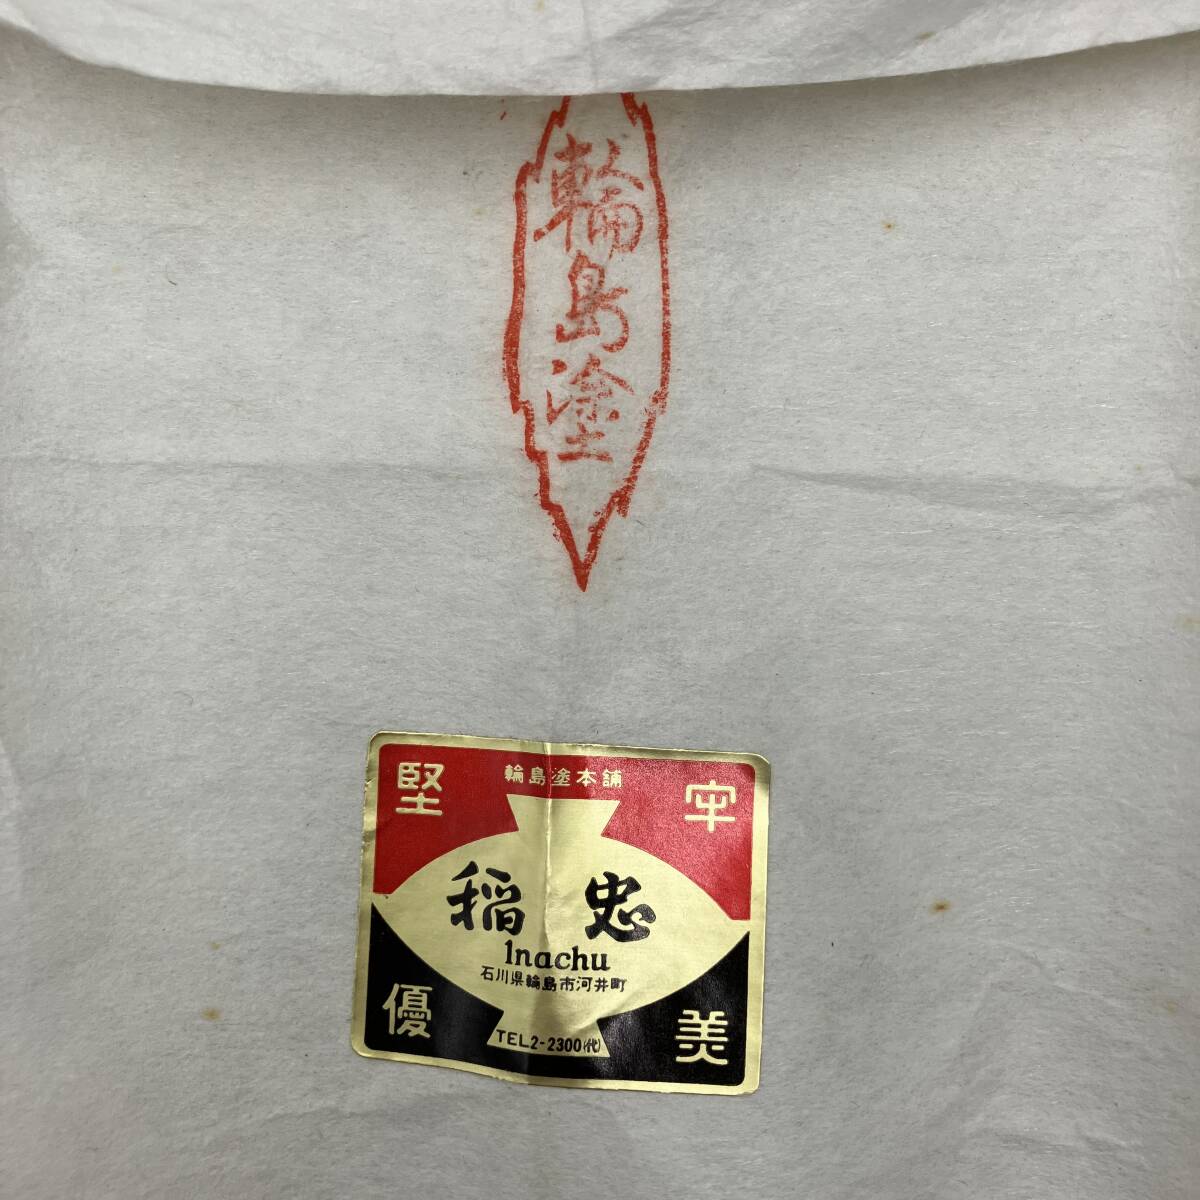 輪島塗
輪島塗本舗
堅牢
稲忠
Inachu
石川県輪島市河井町
優美
TEL2-2300(代)